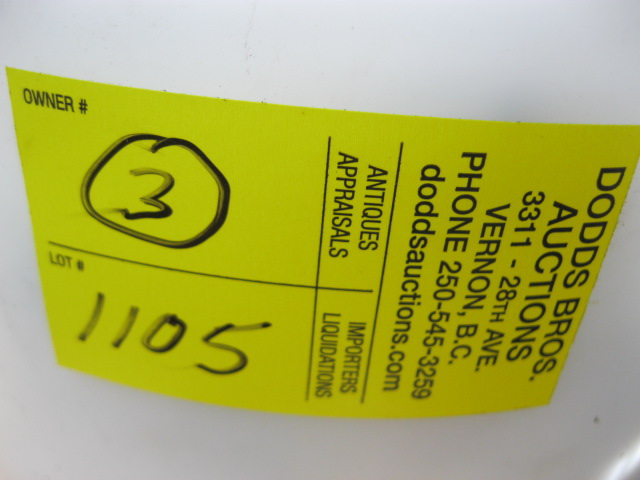 DODDS BROS.
AUCTIONS
3311 - 28TH AVE.
VERNON, B.C.
PHONE 250-545-3259
doddsauctions.com
ANTIQUES
APPRAISALS
IMPORTERS
LIQUIDATIONS
OWNER #
3
LOT #
1105